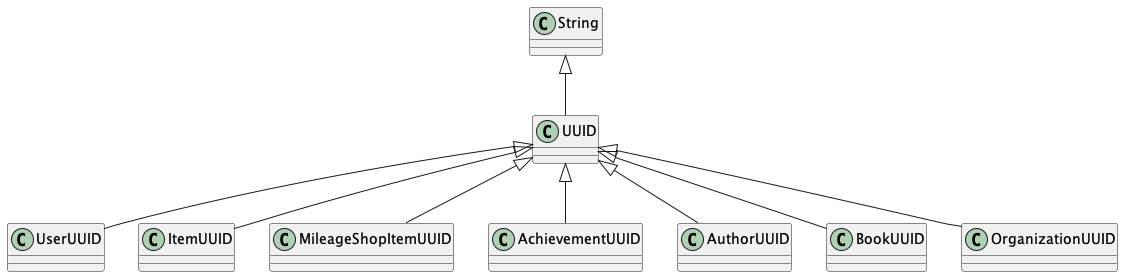 C String
C UUID
C UserUUID
C ItemUUID
C MileageShopItemUUID
C AchievementUUID
C AuthorUUID
C BookUUID
C OrganizationUUID